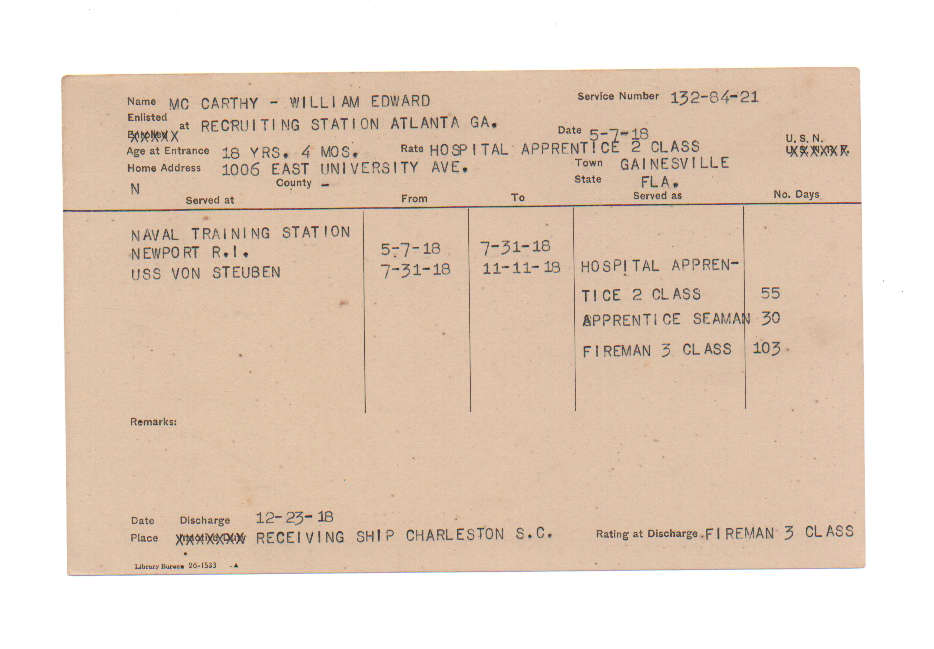 Name MC CARTHY - WILLIAM EDWARD Service Number 132-84-21
Enlisted
Enrolled at RECRUITING STATION ATLANTA GA. Date 5-7-18
Age at Entrance 18 YRS. 4 MOS. Rate HOSPITAL APPRENTICE 2 CLASS U.S.N.
U.S.N.R.F.
Home Address 1006 EAST UNIVERSITY AVE. Town GAINESVILLE
N County - State FLA.
Served at From To Served as No. Days
NAVAL TRAINING STATION
NEWPORT R.I. 5-7-18 7-31-18
USS VON STEUBEN 7-31-18 11-11-18 HOSPITAL APPREN-
TICE 2 CLASS 55
APPRENTICE SEAMAN 30
FIREMAN 3 CLASS 103
Remarks:
Date Discharge 12-23-18
Place Inactive Duty RECEIVING SHIP CHARLESTON S.C. Rating at Discharge FIREMAN 3 CLASS
Library Bureau 26-1533 -A